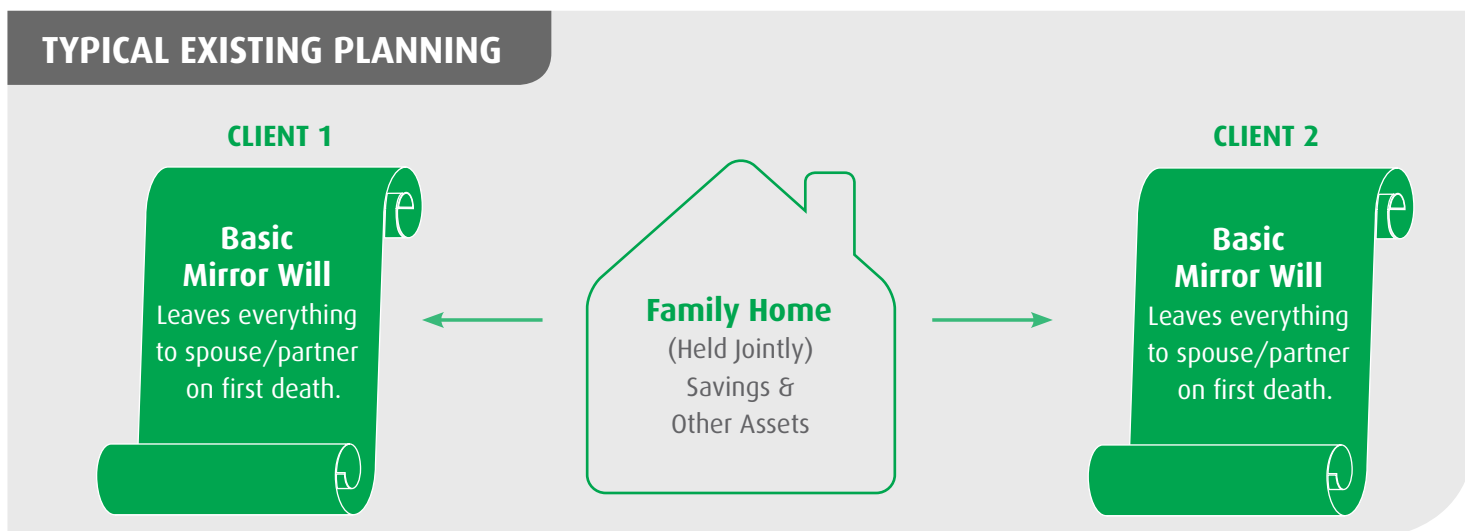 TYPICAL EXISTING PLANNING
CLIENT 1
Basic
Mirror Will
Leaves everything
to spouse/partner
on first death.
Family Home
(Held Jointly)
Savings &
Other Assets
CLIENT 2
Basic
Mirror Will
Leaves everything
to spouse/partner
on first death.